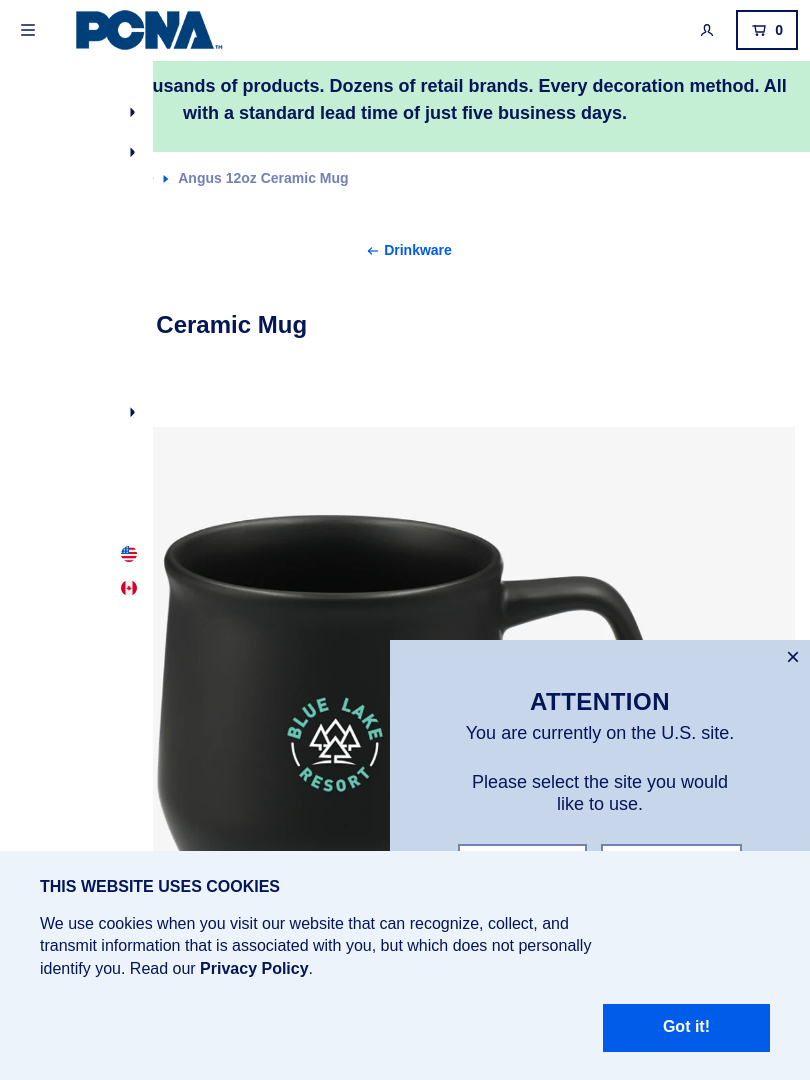 PCNA™
0
usands of products. Dozens of retail brands. Every decoration method. All
with a standard lead time of just five business days.
Angus 12oz Ceramic Mug
← Drinkware
Ceramic Mug
BLUE LAKE
RESORT
×
ATTENTION
You are currently on the U.S. site.
Please select the site you would
like to use.
THIS WEBSITE USES COOKIES
We use cookies when you visit our website that can recognize, collect, and
transmit information that is associated with you, but which does not personally
identify you. Read our Privacy Policy.
Got it!